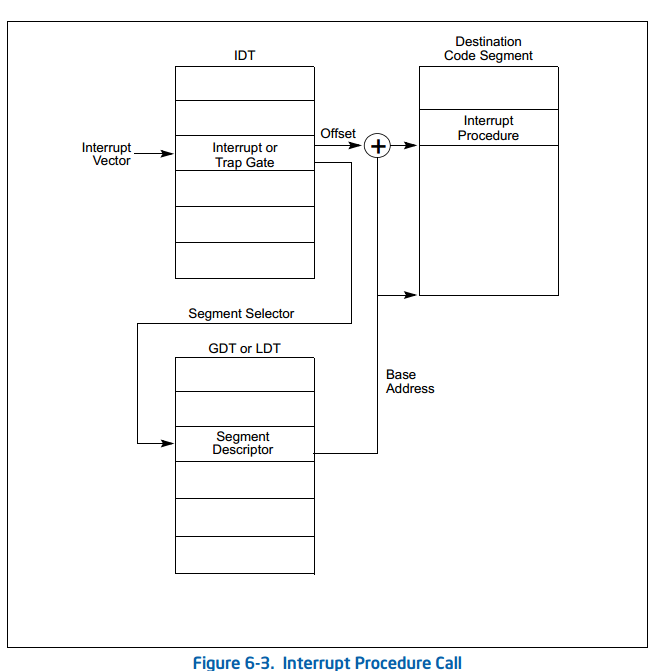 IDT
Destination
Code Segment
Interrupt
Vector
Interrupt or
Trap Gate
Offset
+
Interrupt
Procedure
Segment Selector
GDT or LDT
Base
Address
Segment
Descriptor
Figure 6-3. Interrupt Procedure Call